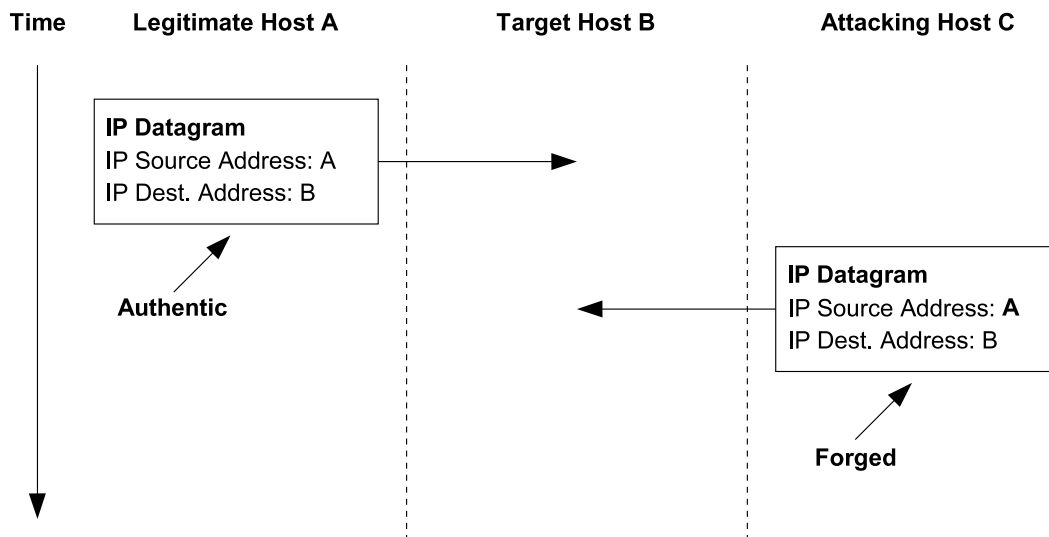 Time
Legitimate Host A
Target Host B
Attacking Host C
IP Datagram
IP Source Address: A
IP Dest. Address: B
Authentic
IP Datagram
IP Source Address: A
IP Dest. Address: B
Forged